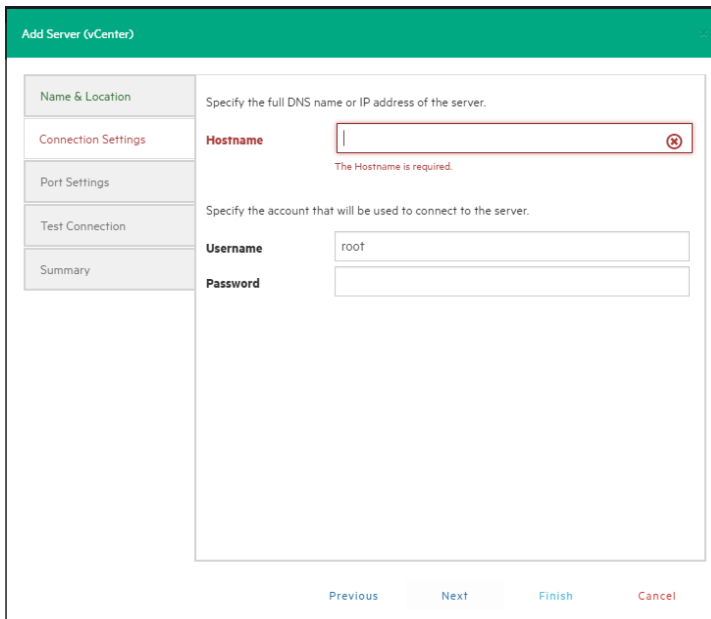 Add Server (vCenter)
Name & Location
Connection Settings
Port Settings
Test Connection
Summary
Specify the full DNS name or IP address of the server.
Hostname
The Hostname is required.
Specify the account that will be used to connect to the server.
Username root
Password
Previous Next Finish Cancel